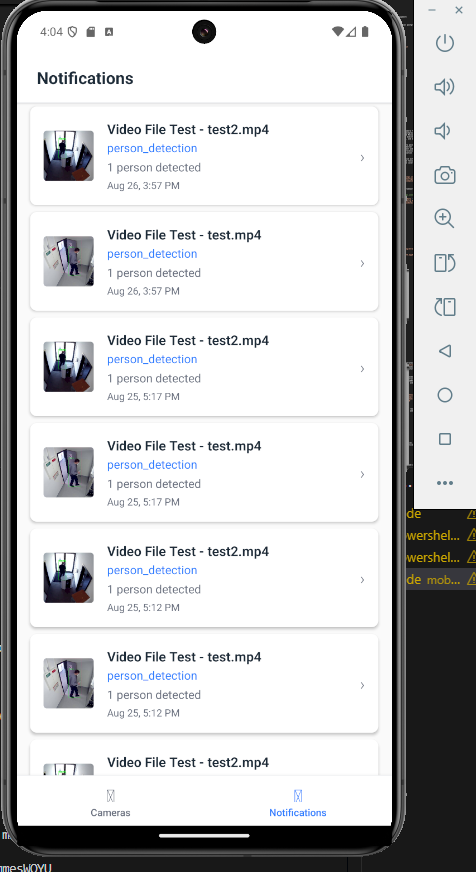 4:04
Notifications
Video File Test - test2.mp4
person_detection
1 person detected
Aug 26, 3:57 PM
Video File Test - test.mp4
person_detection
1 person detected
Aug 26, 3:57 PM
Video File Test - test2.mp4
person_detection
1 person detected
Aug 25, 5:17 PM
Video File Test - test.mp4
person_detection
1 person detected
Aug 25, 5:17 PM
Video File Test - test2.mp4
person_detection
1 person detected
Aug 25, 5:12 PM
Video File Test - test.mp4
person_detection
1 person detected
Aug 25, 5:12 PM
Video File Test - test2.mp4
Cameras
Notifications
de
owershel...
owershel...
de mob...
mmesWOYU